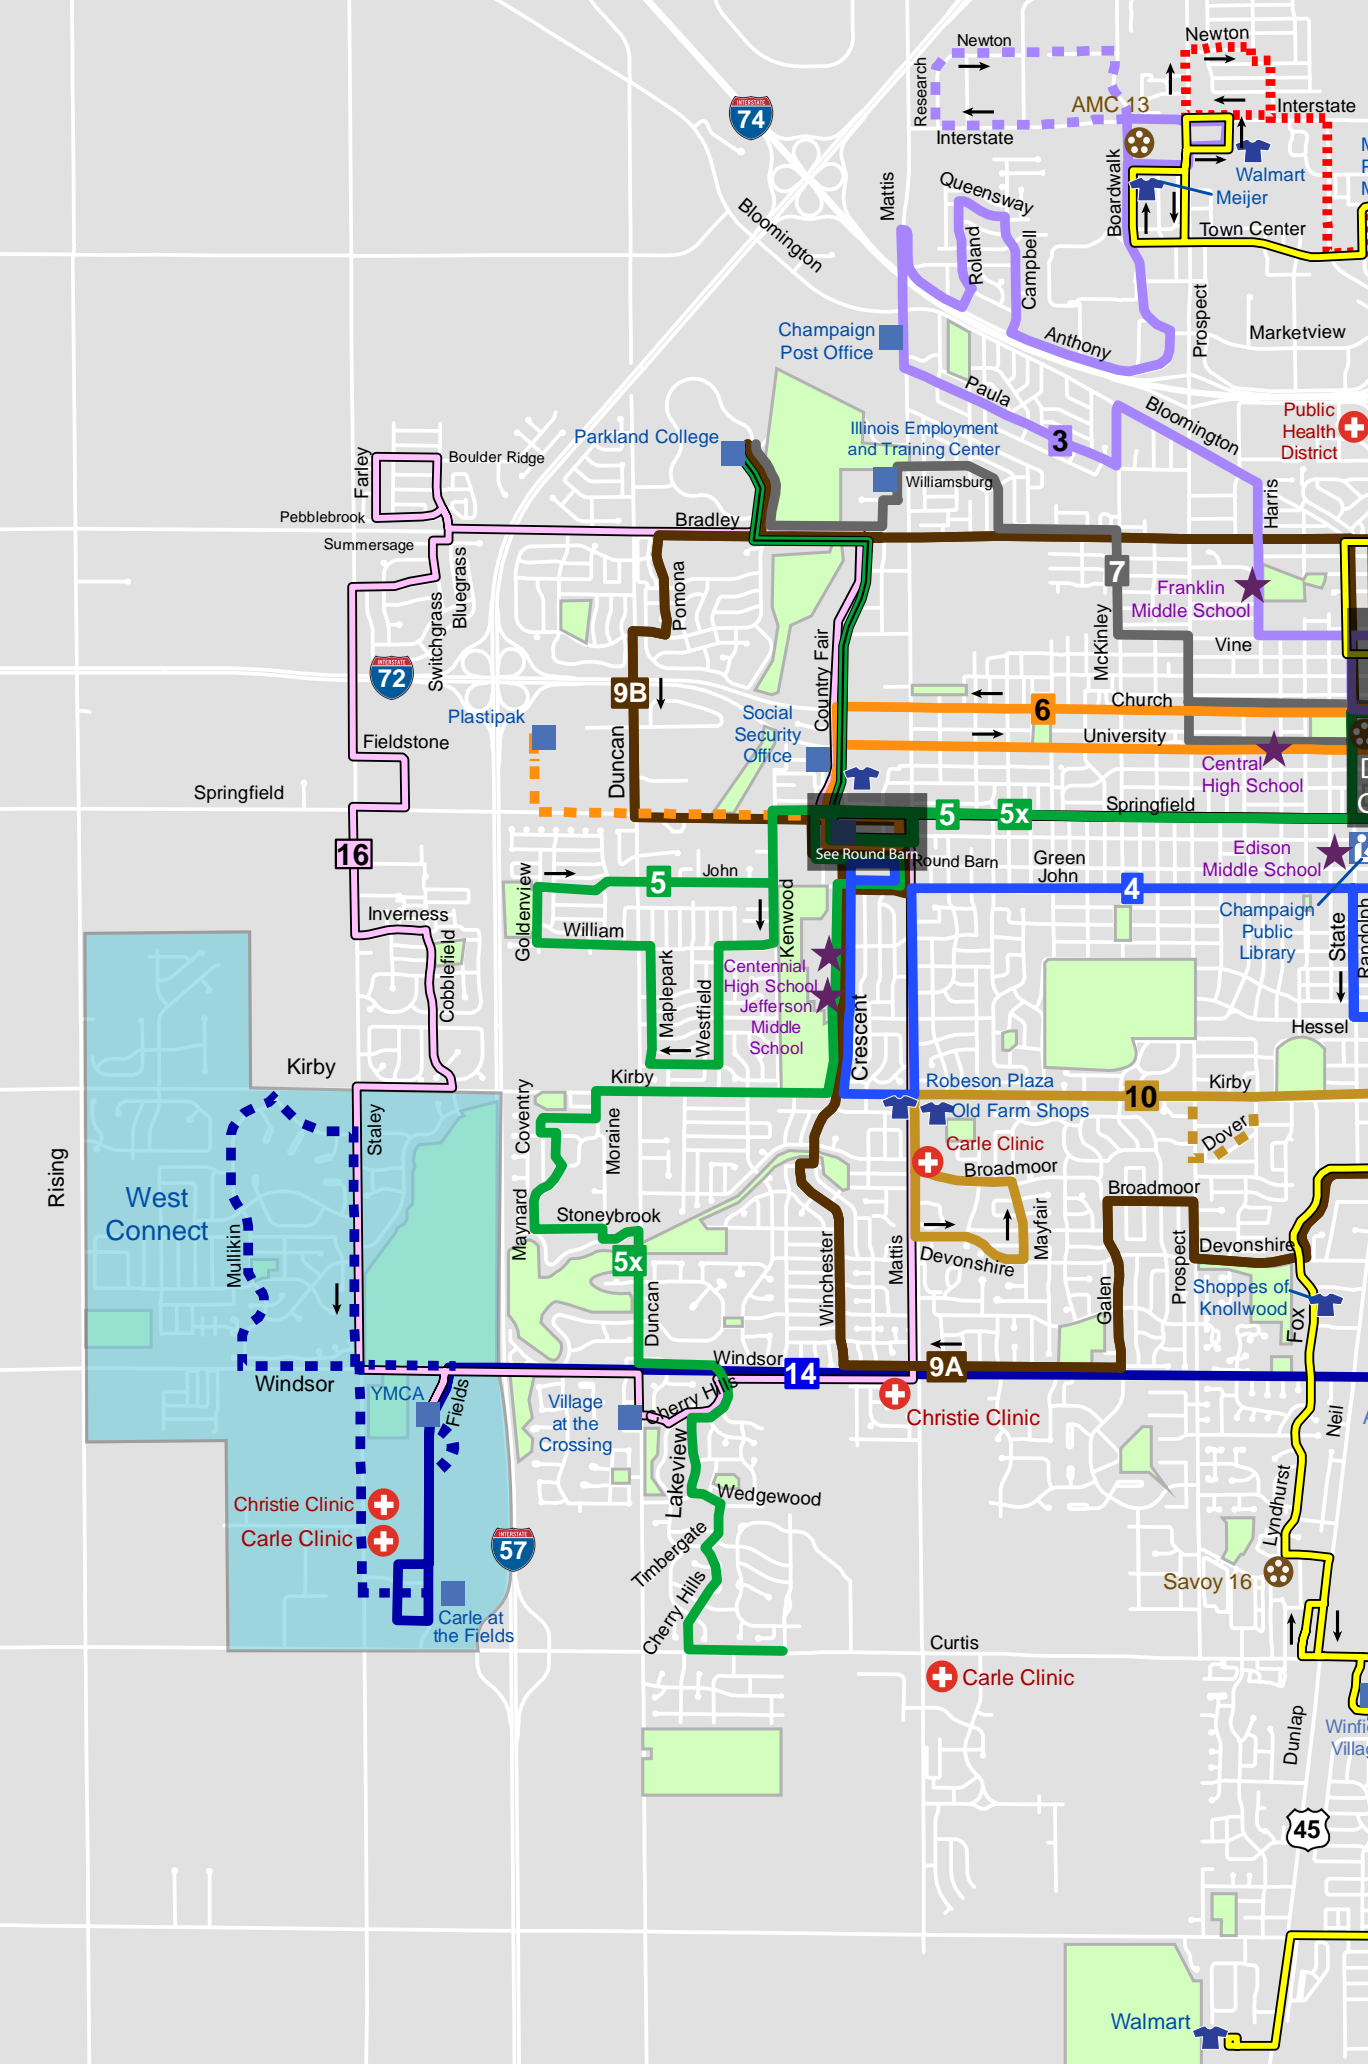 Newton
Newton
INTERSTATE
74
Research
AMC 13
Interstate
Interstate
Boardwalk
Walmart
Meijer
Mattis
Queensway
Roland
Campbell
Town Center
Bloomington
Prospect
Champaign
Post Office
Anthony
Marketview
Paula
Bloomington
Public
Health
District
Parkland College
Illinois Employment
and Training Center
3
Williamsburg
Harris
Farley
Boulder Ridge
Pebblebrook
Bradley
Summersage
Bluegrass
Switchgrass
Pomona
7
McKinley
Franklin
Middle School
Vine
INTERSTATE
72
Country Fair
9B
Church
6
Plastipak
Social
Security
Office
University
Fieldstone
Duncan
Central
High School
Springfield
Springfield
5
5x
16
See Round Barn
Round Barn
Green
John
Edison
Middle School
John
5
4
Goldenview
Kenwood
Inverness
William
Champaign
Public
Library
State
Randolph
Cobblefield
Maplepark
Westfield
Centennial
High School
Jefferson
Middle
School
Crescent
Hessel
Kirby
Kirby
Robeson Plaza
Old Farm Shops
10
Kirby
Coventry
Moraine
Staley
Dover
Carle Clinic
Broadmoor
Rising
West
Connect
Mullikin
Maynard
Stoneybrook
5x
Duncan
Winchester
Mattis
Devonshire
Mayfair
Broadmoor
Galen
Prospect
Devonshire
Shoppes of
Knollwood
Fox
Windsor
Windsor
14
9A
YMCA
Fields
Village
at the
Crossing
Cherry Hills
Christie Clinic
Neil
Lakeview
Wedgewood
Lyndhurst
Christie Clinic
Carle Clinic
INTERSTATE
57
Timbergate
Savoy 16
Cherry Hills
Carle at
the Fields
Curtis
Carle Clinic
Dunlap
45
Walmart